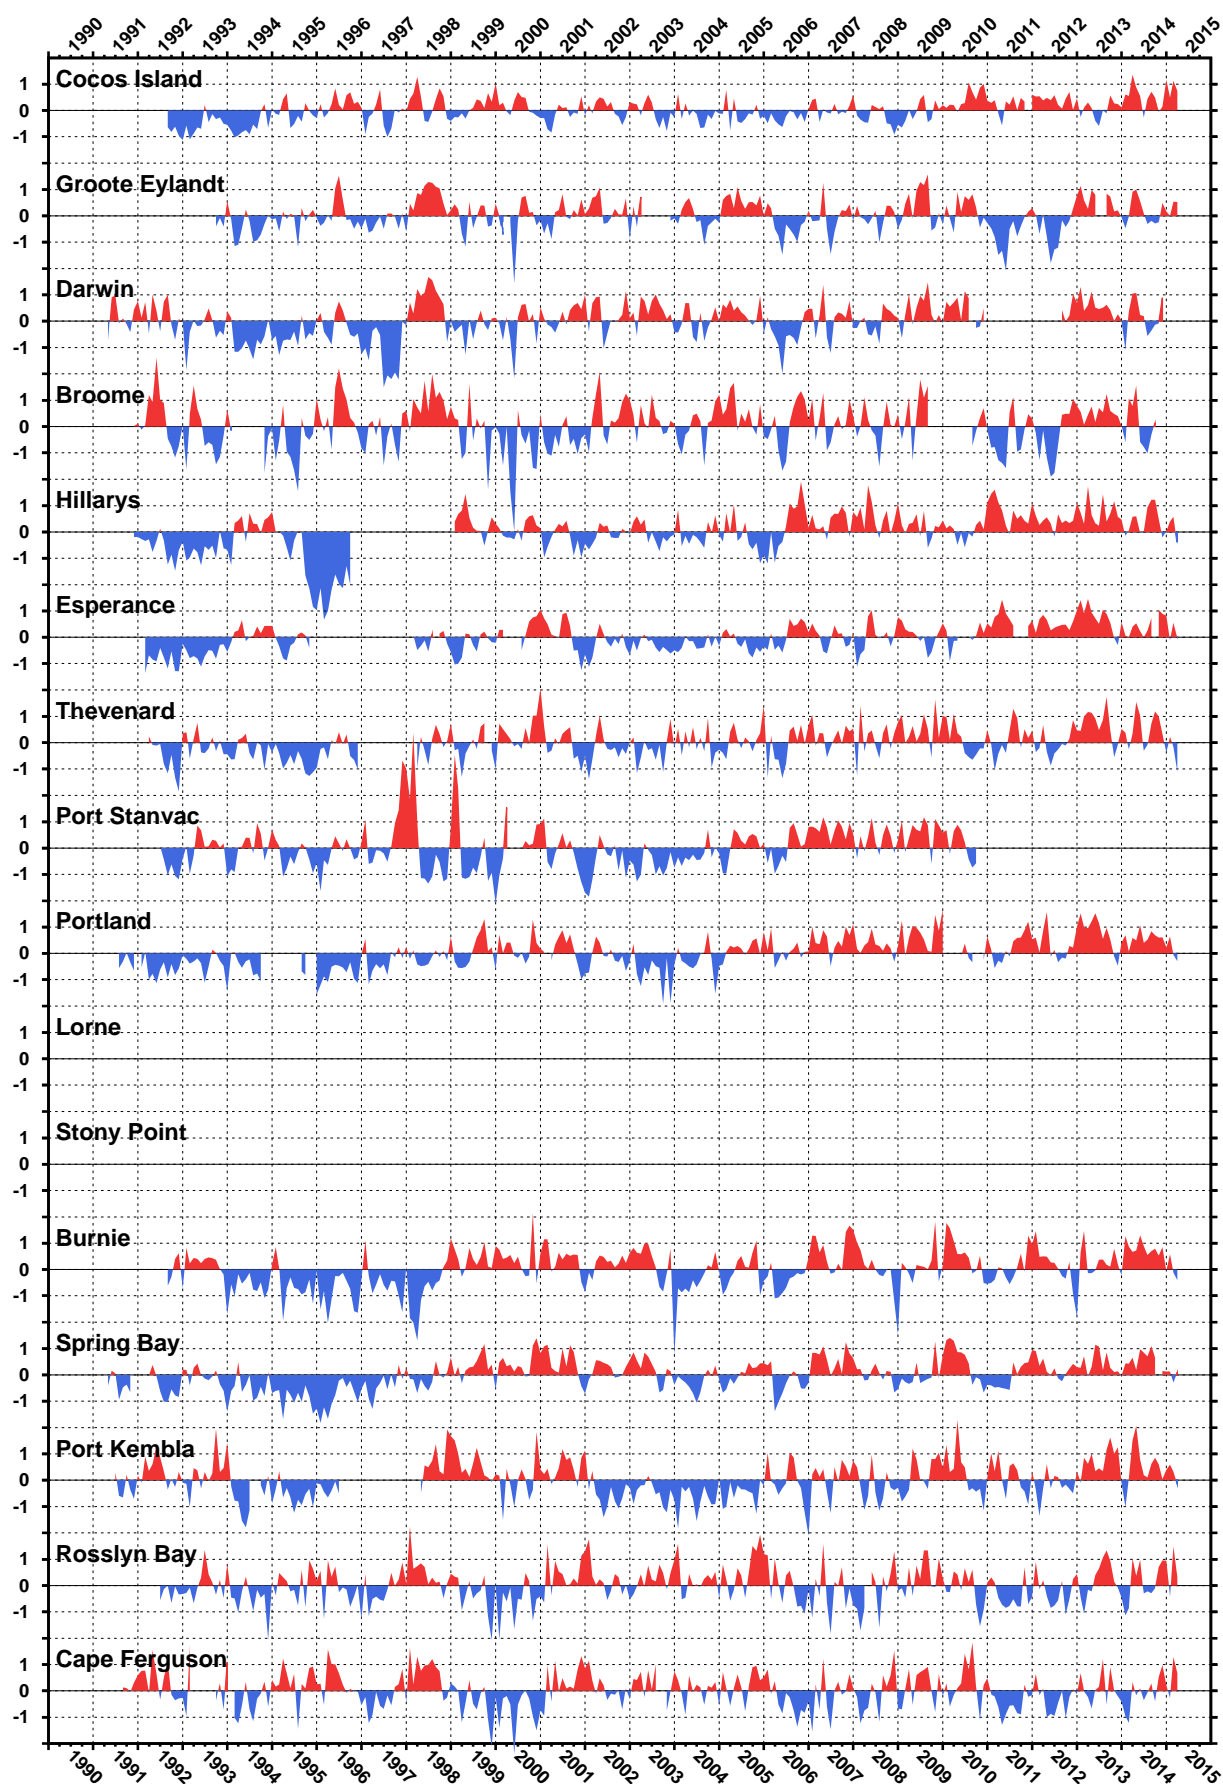 1990 1991 1992 1993 1994 1995 1996 1997 1998 1999 2000 2001 2002 2003 2004 2005 2006 2007 2008 2009 2010 2011 2012 2013 2014 2015
Cocos Island
1
0
-1
Groote Eylandt
1
0
-1
Darwin
1
0
-1
Broome
1
0
-1
Hillarys
1
0
-1
Esperance
1
0
-1
Thevenard
1
0
-1
Port Stanvac
1
0
-1
Portland
1
0
-1
Lorne
1
0
-1
Stony Point
1
0
-1
Burnie
1
0
-1
Spring Bay
1
0
-1
Port Kembla
1
0
-1
Rosslyn Bay
1
0
-1
Cape Ferguson
1
0
-1
1990 1991 1992 1993 1994 1995 1996 1997 1998 1999 2000 2001 2002 2003 2004 2005 2006 2007 2008 2009 2010 2011 2012 2013 2014 2015